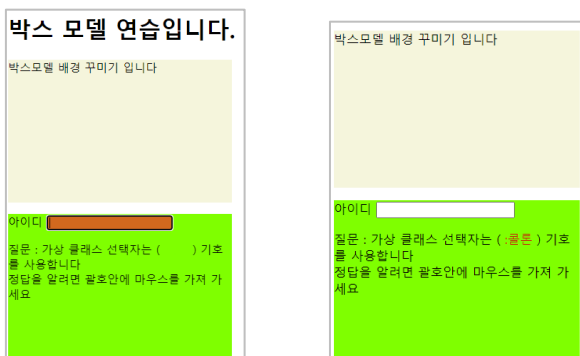 박스 모델 연습입니다.
박스모델 배경 꾸미기 입니다
아이디
질문 : 가상 클래스 선택자는 ( ) 기호
를 사용합니다
정답을 알려면 괄호안에 마우스를 가져 가
세요
박스모델 배경 꾸미기 입니다
아이디
질문 : 가상 클래스 선택자는 ( :콜론 ) 기호
를 사용합니다
정답을 알려면 괄호안에 마우스를 가져 가
세요